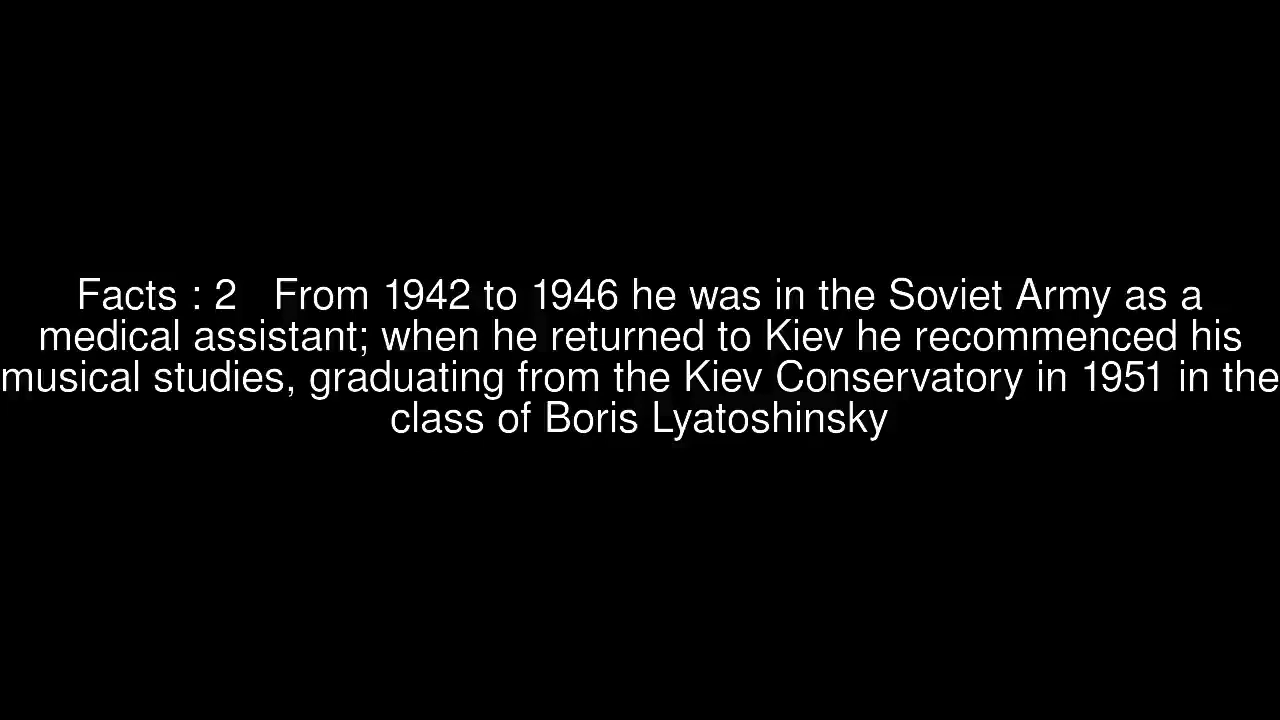 Facts : 2   From 1942 to 1946 he was in the Soviet Army as a
medical assistant; when he returned to Kiev he recommenced his
musical studies, graduating from the Kiev Conservatory in 1951 in the
class of Boris Lyatoshinsky